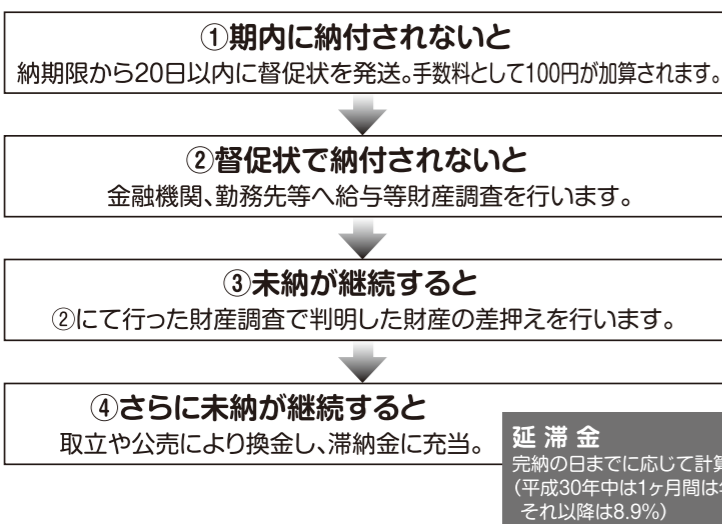 ①期内に納付されないと
納期限から20日以内に督促状を発送。手数料として100円が加算されます。
②督促状で納付されないと
金融機関、勤務先等へ給与等財産調査を行います。
③未納が継続すると
②にて行った財産調査で判明した財産の差押えを行います。
④さらに未納が継続すると
取立や公売により換金し、滞納金に充当。
延滞金
完納の日までに応じて計算
(平成30年中は1ヶ月間は
それ以降は8.9%)